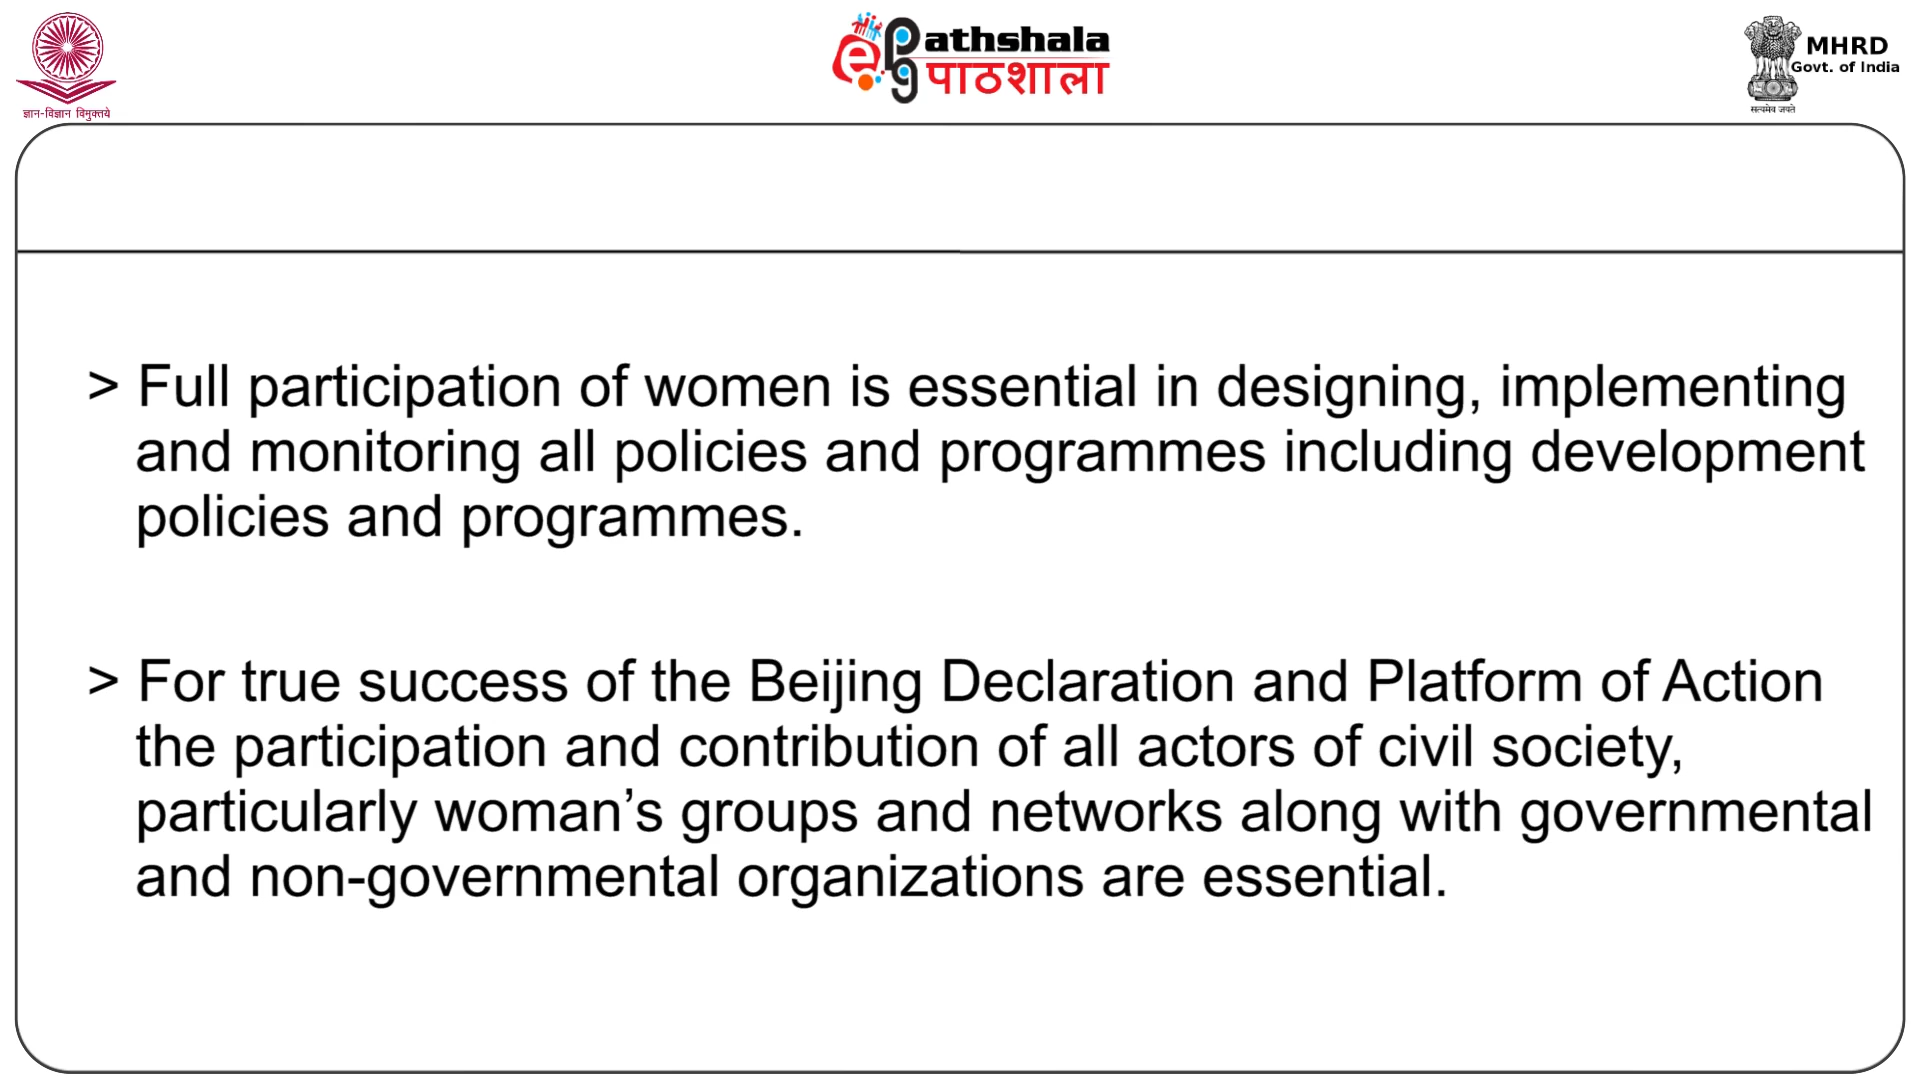 ज्ञान-विज्ञान विमुक्तये
ePathshala
पाठशाला
MHRD
Govt. of India
सत्यमेव जयते
> Full participation of women is essential in designing, implementing
and monitoring all policies and programmes including development
policies and programmes.
> For true success of the Beijing Declaration and Platform of Action
the participation and contribution of all actors of civil society,
particularly woman’s groups and networks along with governmental
and non-governmental organizations are essential.